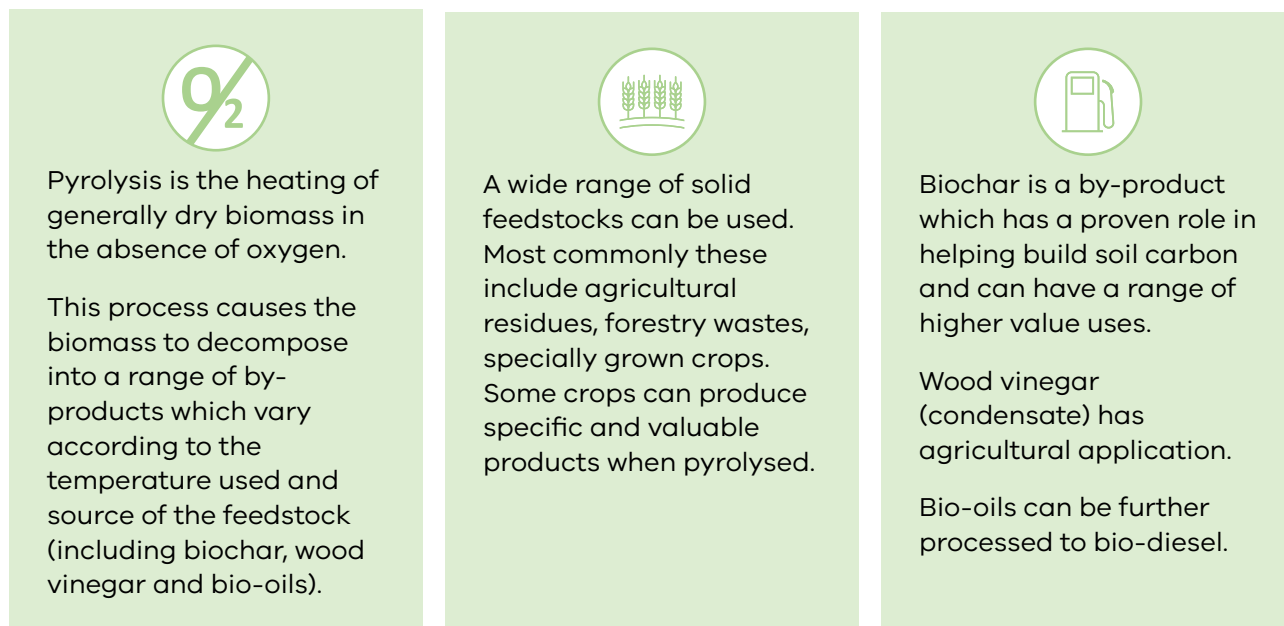 O2
Pyrolysis is the heating of
generally dry biomass in
the absence of oxygen.
This process causes the
biomass to decompose
into a range of by-
products which vary
according to the
temperature used and
source of the feedstock
(including biochar, wood
vinegar and bio-oils).
A wide range of solid
feedstocks can be used.
Most commonly these
include agricultural
residues, forestry wastes,
specially grown crops.
Some crops can produce
specific and valuable
products when pyrolysed.
Biochar is a by-product
which has a proven role in
helping build soil carbon
and can have a range of
higher value uses.
Wood vinegar
(condensate) has
agricultural application.
Bio-oils can be further
processed to bio-diesel.